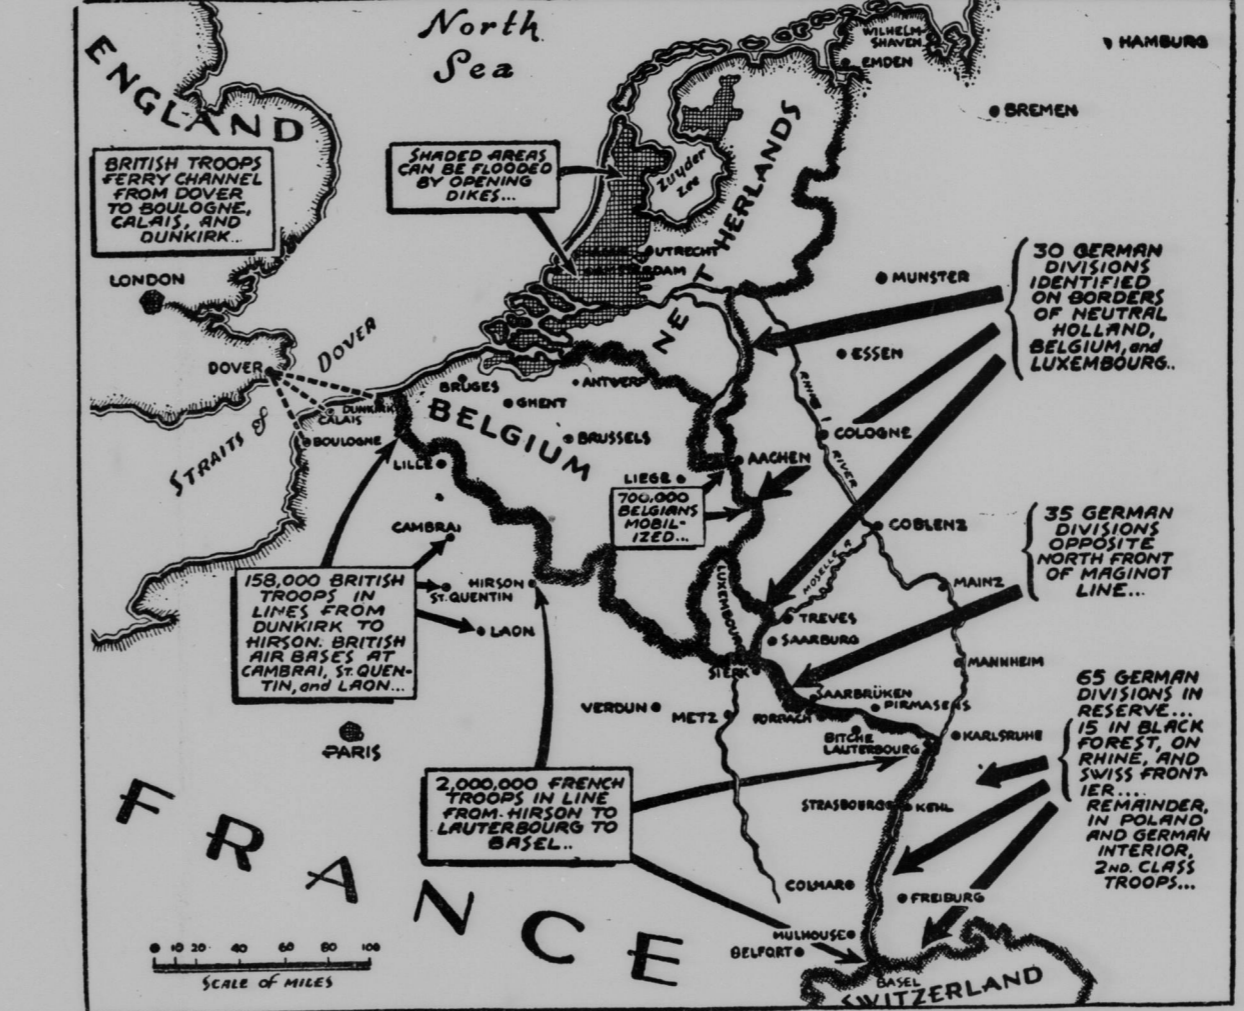 North
Sea
ENGLAND
WILHELM-
SHAVEN
EMDEN
HAMBURG
BREMEN
BRITISH TROOPS
FERRY CHANNEL
FROM DOVER
TO BOULOGNE,
CALAIS, AND
DUNKIRK...
SHADED AREAS
CAN BE FLOODED
BY OPENING
DIKES...
Zuyder
Zee
NETHERLANDS
UTRECHT
LONDON
MUNSTER
30 GERMAN
DIVISIONS
IDENTIFIED
ON BORDERS
OF NEUTRAL
HOLLAND,
BELGIUM, and
LUXEMBOURG..
ESSEN
DOVER
STRAITS of DOVER
BRUGES
ANTWERP
GHENT
DUNKIRK
CALAIS
BOULOGNE
BELGIUM
BRUSSELS
RHINE RIVER
COLOGNE
LILLE
LIEGE
AACHEN
700,000
BELGIANS
MOBIL-
IZED...
CAMBRAI
COBLENZ
35 GERMAN
DIVISIONS
OPPOSITE
NORTH FRONT
OF MAGINOT
LINE...
158,000 BRITISH
TROOPS IN
LINES FROM
DUNKIRK TO
HIRSON. BRITISH
AIR BASES AT
CAMBRAI, ST. QUEN-
TIN, and LAON...
HIRSON
ST. QUENTIN
LAON
LUXEMBOURG
MOSELLE R
MAINZ
TREVES
SAARBURG
SIERK
MANNHEIM
VERDUN
METZ
SAARBRÜKEN
PIRMASENS
FORBACH
BITCHE
LAUTERBOURG
KARLSRUHE
PARIS
65 GERMAN
DIVISIONS IN
RESERVE...
15 IN BLACK
FOREST, ON
RHINE, AND
SWISS FRONT-
IER....
REMAINDER,
IN POLAND
AND GERMAN
INTERIOR,
2ND. CLASS
TROOPS...
2,000,000 FRENCH
TROOPS IN LINE
FROM HIRSON TO
LAUTERBOURG TO
BASEL..
STRASBOURG
KEHL
FRANCE
COLMAR
FREIBURG
MULHOUSE
BELFORT
BASEL
SWITZERLAND
0 10 20 40 60 80 100
SCALE of MILES